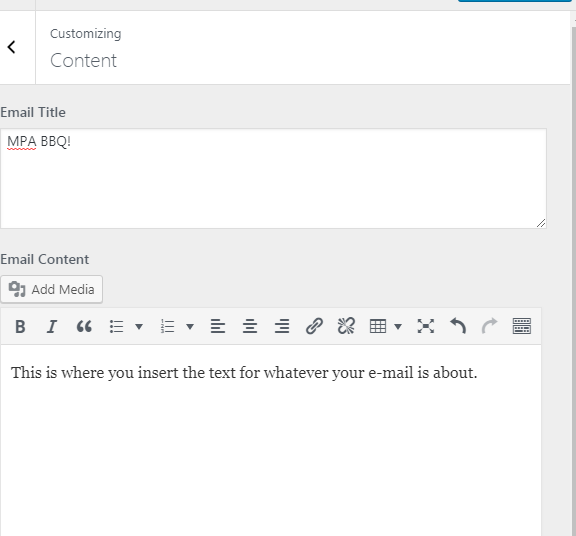 Customizing
Content
Email Title
MPA BBQ!
Email Content
Add Media
B I
This is where you insert the text for whatever your e-mail is about.